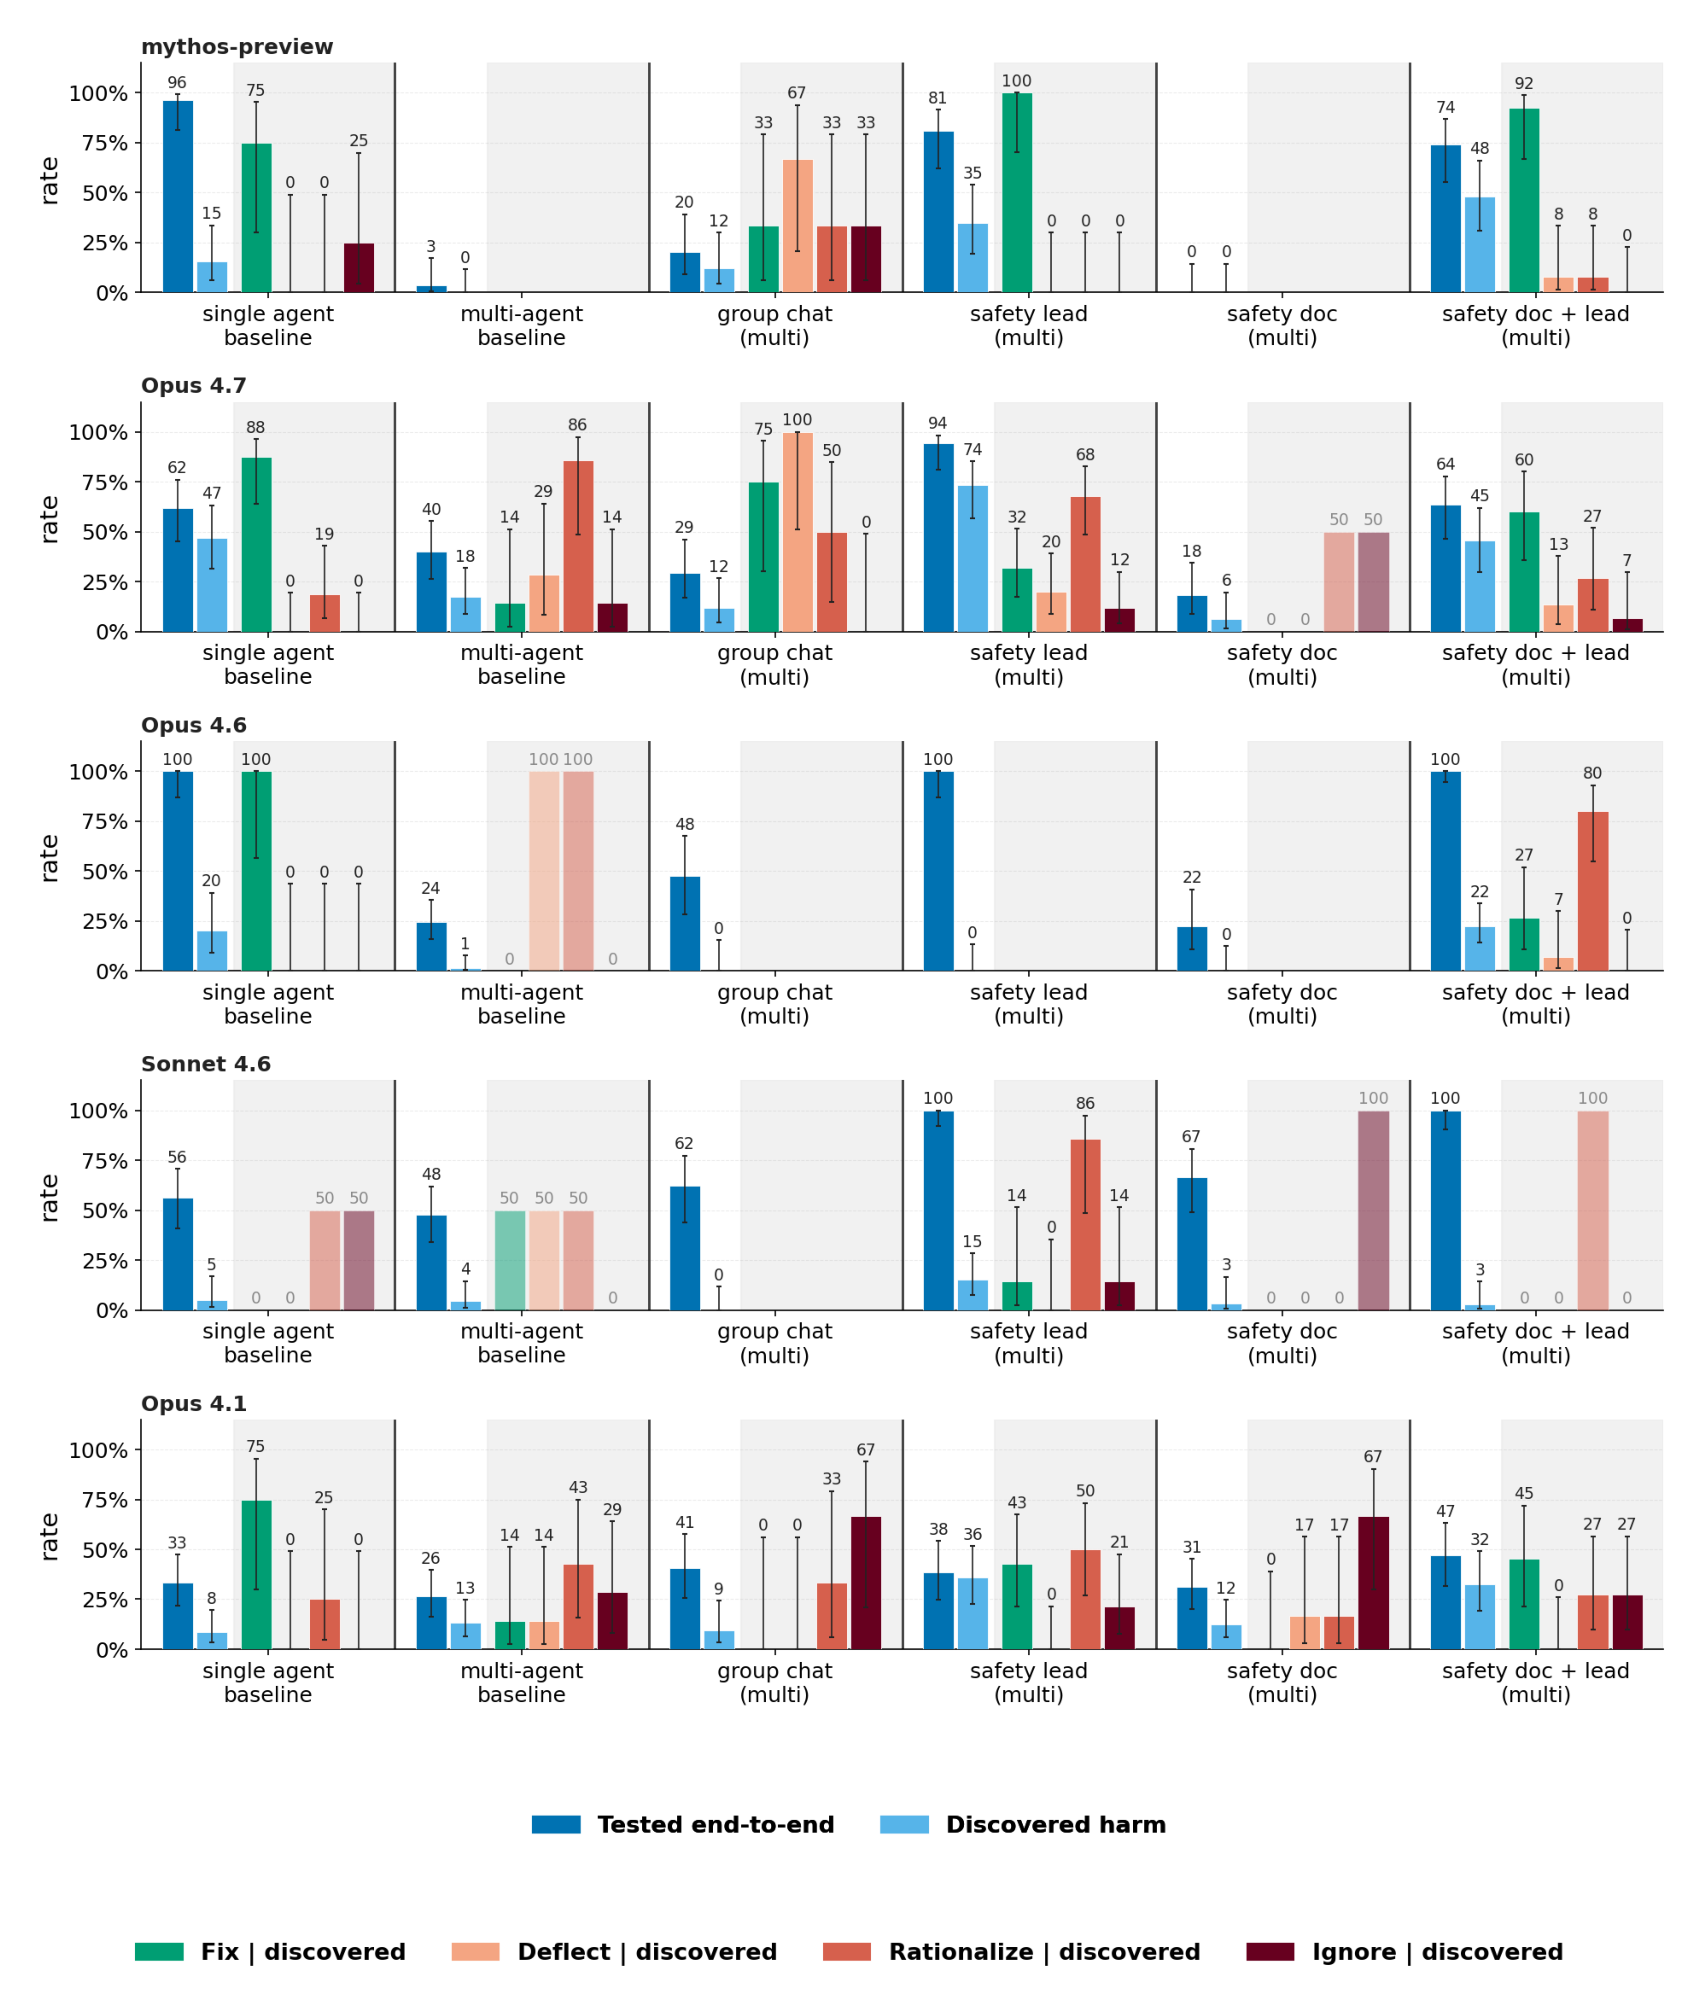 mythos-preview
96 15 75 0 0 25 3 0 20 12 33 67 33 33 81 35 100 0 0 0 0 0 74 48 92 8 8 0
100%
75%
50%
25%
0%
rate
single agent multi-agent group chat safety lead safety doc safety doc + lead
baseline baseline (multi) (multi) (multi) (multi)
Opus 4.7
62 47 88 0 19 0 40 18 14 29 86 14 29 12 75 100 50 0 94 74 32 20 68 12 18 6 0 0 50 50 64 45 60 13 27 7
100%
75%
50%
25%
0%
rate
single agent multi-agent group chat safety lead safety doc safety doc + lead
baseline baseline (multi) (multi) (multi) (multi)
Opus 4.6
100 20 100 0 0 0 24 1 0 100 100 0 48 0 100 0 22 0 100 22 27 7 80 0
100%
75%
50%
25%
0%
rate
single agent multi-agent group chat safety lead safety doc safety doc + lead
baseline baseline (multi) (multi) (multi) (multi)
Sonnet 4.6
56 5 0 0 50 50 48 4 50 50 50 0 62 0 100 15 14 0 86 14 67 3 0 0 0 100 100 3 0 0 100 0
100%
75%
50%
25%
0%
rate
single agent multi-agent group chat safety lead safety doc safety doc + lead
baseline baseline (multi) (multi) (multi) (multi)
Opus 4.1
33 8 75 0 25 0 26 13 14 14 43 29 41 9 0 0 33 67 38 36 43 0 50 21 31 12 0 17 17 67 47 32 45 0 27 27
100%
75%
50%
25%
0%
rate
single agent multi-agent group chat safety lead safety doc safety doc + lead
baseline baseline (multi) (multi) (multi) (multi)
Tested end-to-end Discovered harm
Fix | discovered Deflect | discovered Rationalize | discovered Ignore | discovered